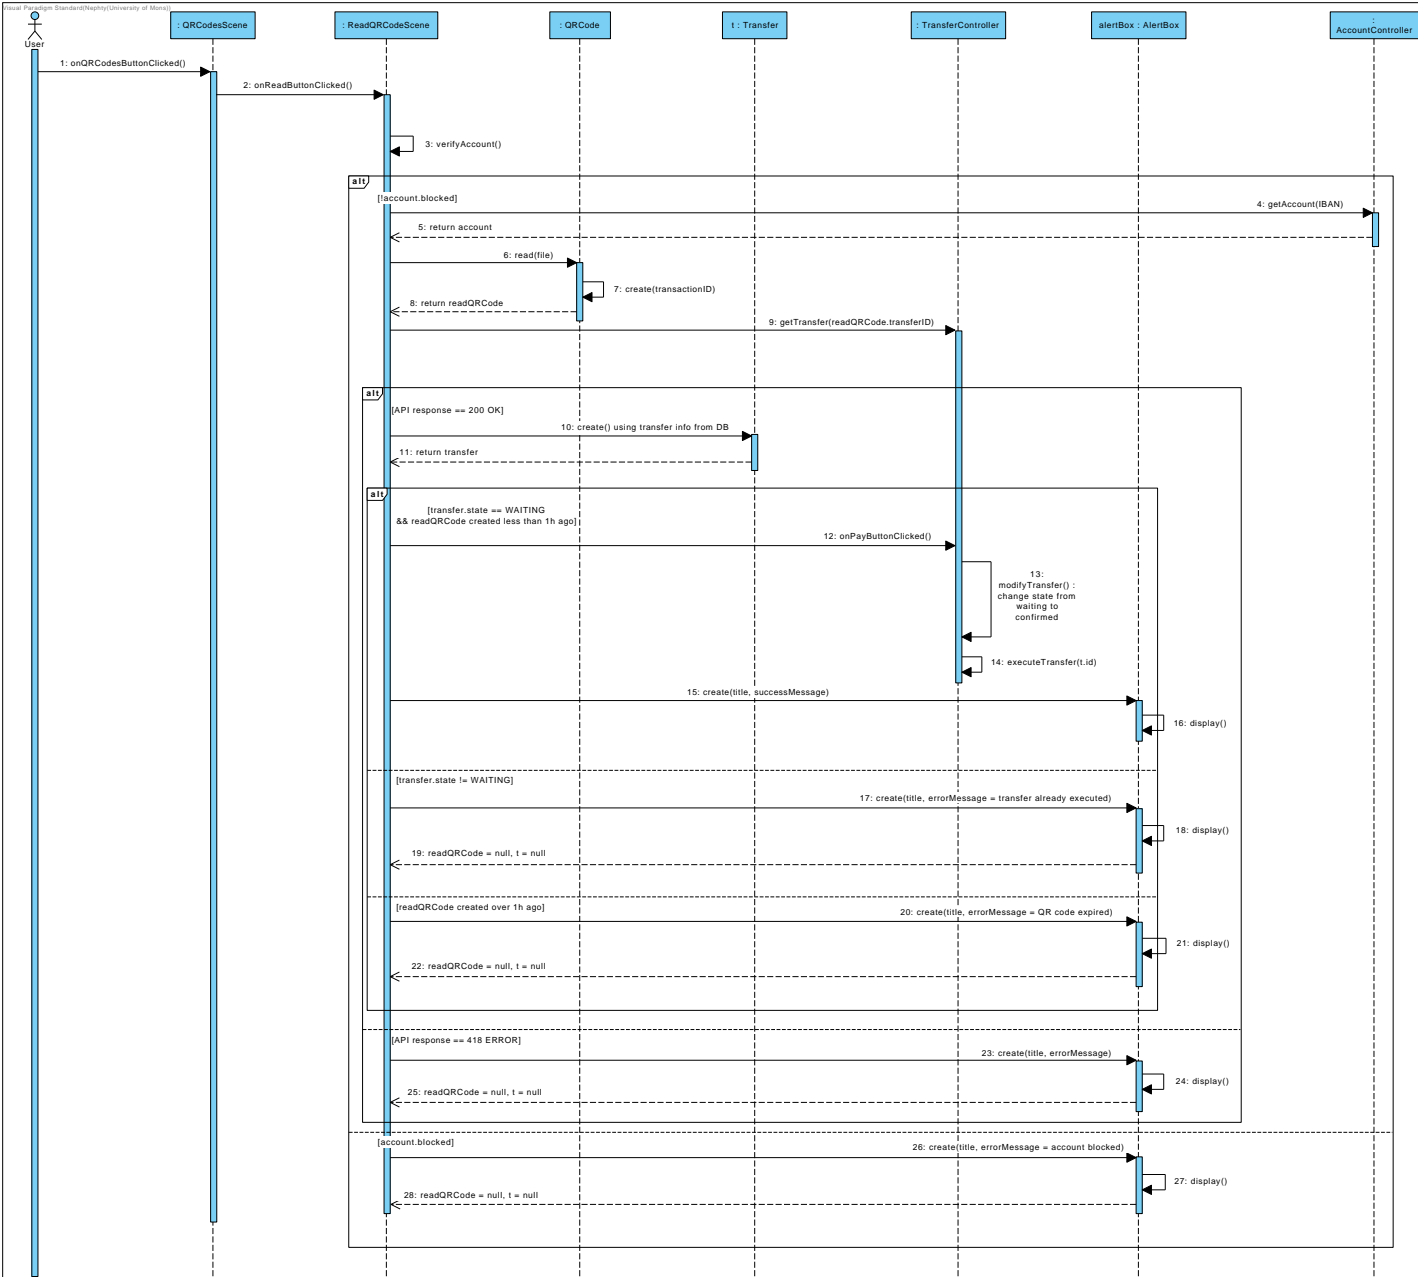 Visual Paradigm Standard(Nephty(University of Mons))
User
: QRCodesScene
: ReadQRCodeScene
: QRCode
t : Transfer
: TransferController
alertBox : AlertBox
:
AccountController
1: onQRCodesButtonClicked()
2: onReadButtonClicked()
3: verifyAccount()
alt
[!account.blocked]
4: getAccount(IBAN)
5: return account
6: read(file)
7: create(transactionID)
8: return readQRCode
9: getTransfer(readQRCode.transferID)
alt
[API response == 200 OK]
10: create() using transfer info from DB
11: return transfer
alt
[transfer.state == WAITING
&& readQRCode created less than 1h ago]
12: onPayButtonClicked()
13:
modifyTransfer() :
change state from
waiting to
confirmed
14: executeTransfer(t.id)
15: create(title, successMessage)
16: display()
[transfer.state != WAITING]
17: create(title, errorMessage = transfer already executed)
18: display()
19: readQRCode = null, t = null
[readQRCode created over 1h ago]
20: create(title, errorMessage = QR code expired)
21: display()
22: readQRCode = null, t = null
[API response == 418 ERROR]
23: create(title, errorMessage)
24: display()
25: readQRCode = null, t = null
[account.blocked]
26: create(title, errorMessage = account blocked)
27: display()
28: readQRCode = null, t = null